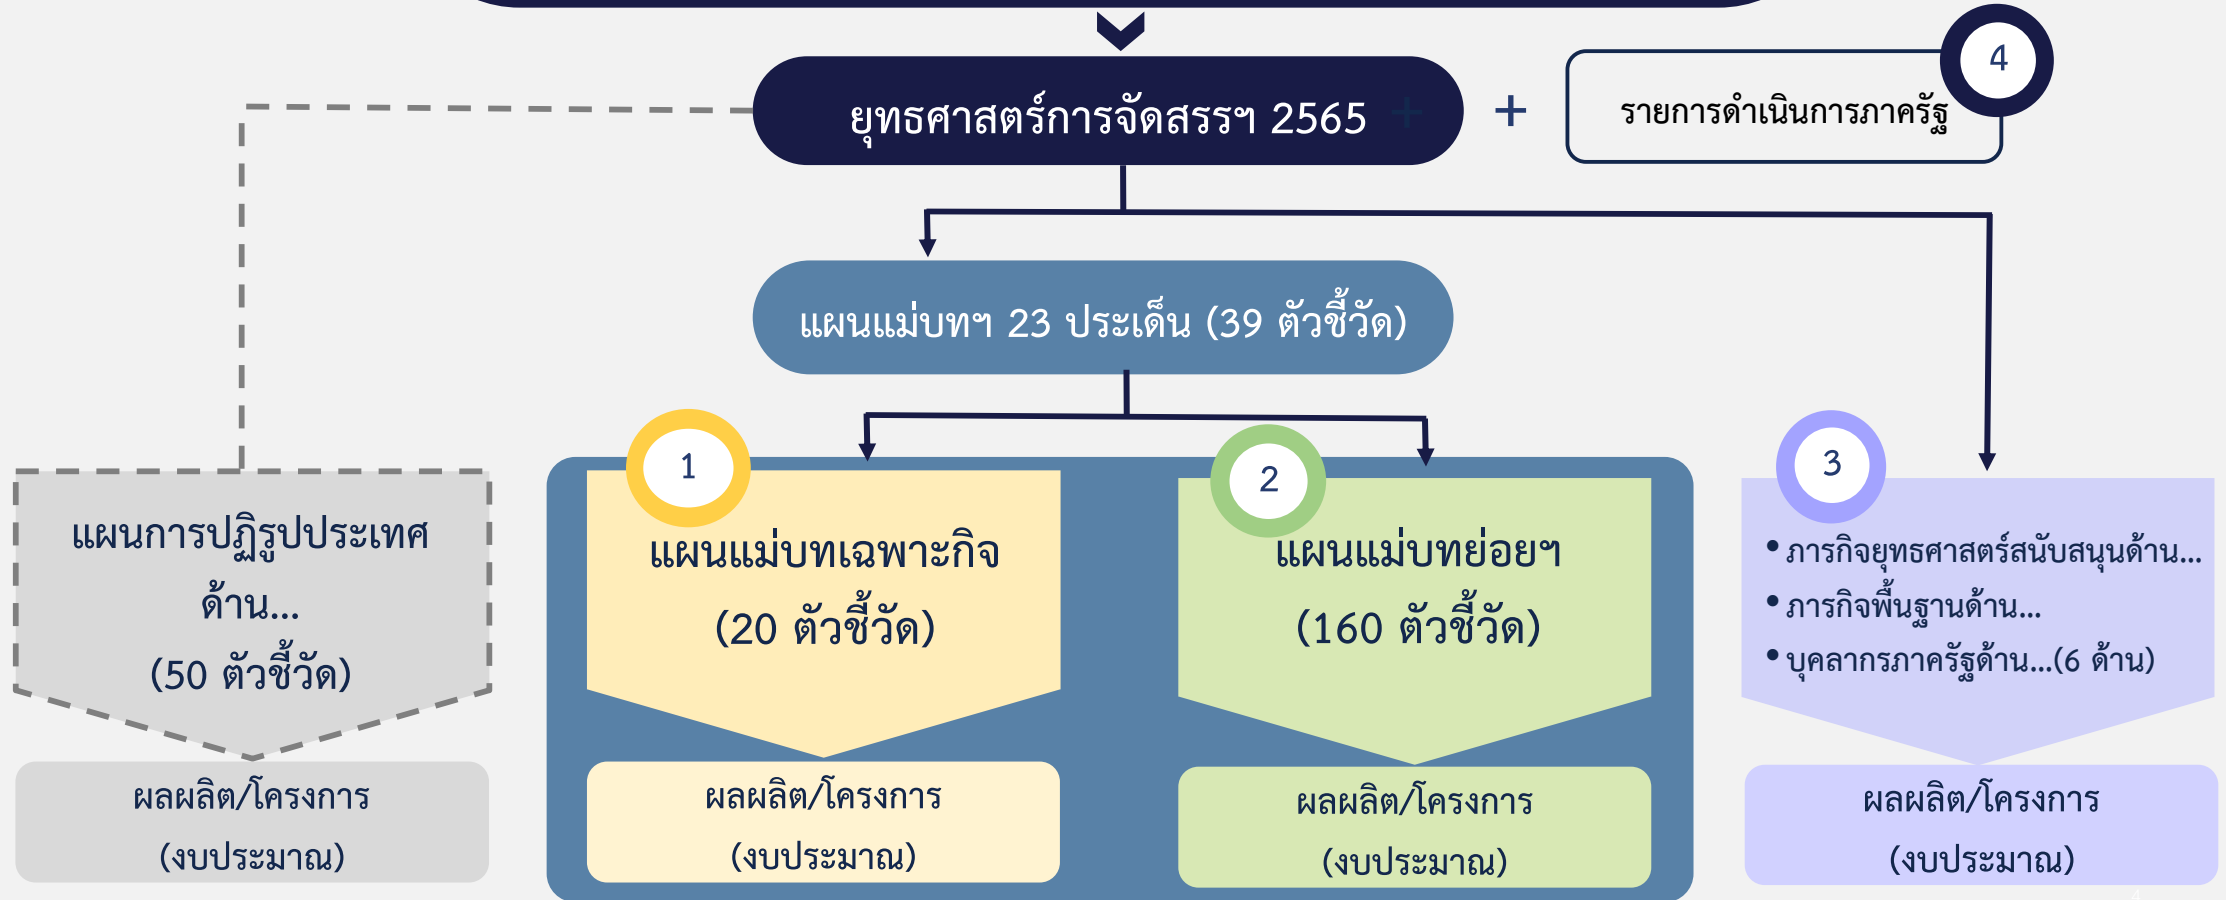 ยุทธศาสตร์การจัดสรรฯ 2565 +
+
รายการดำเนินการภาครัฐ
4
แผนแม่บทฯ 23 ประเด็น (39 ตัวชี้วัด)
แผนการปฏิรูปประเทศ
ด้าน...
(50 ตัวชี้วัด)
ผลผลิต/โครงการ
(งบประมาณ)
1
แผนแม่บทเฉพาะกิจ
(20 ตัวชี้วัด)
ผลผลิต/โครงการ
(งบประมาณ)
2
แผนแม่บทย่อยฯ
(160 ตัวชี้วัด)
ผลผลิต/โครงการ
(งบประมาณ)
3
• ภารกิจยุทธศาสตร์สนับสนุนด้าน...
• ภารกิจพื้นฐานด้าน...
• บุคลากรภาครัฐด้าน...(6 ด้าน)
ผลผลิต/โครงการ
(งบประมาณ)
4